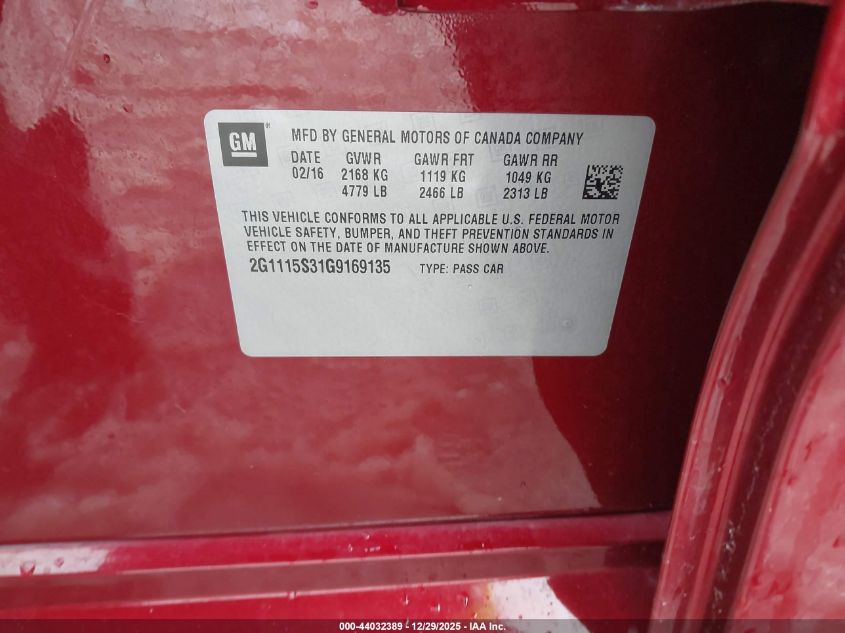 GM
MFD BY GENERAL MOTORS OF CANADA COMPANY
DATE GVWR GAWR FRT GAWR RR
02/16 2168 KG 1119 KG 1049 KG
4779 LB 2466 LB 2313 LB
THIS VEHICLE CONFORMS TO ALL APPLICABLE U.S. FEDERAL MOTOR
VEHICLE SAFETY, BUMPER, AND THEFT PREVENTION STANDARDS IN
EFFECT ON THE DATE OF MANUFACTURE SHOWN ABOVE.
2G1115S31G9169135 TYPE: PASS CAR
000-44032389 - 12/29/2025 - IAA Inc.